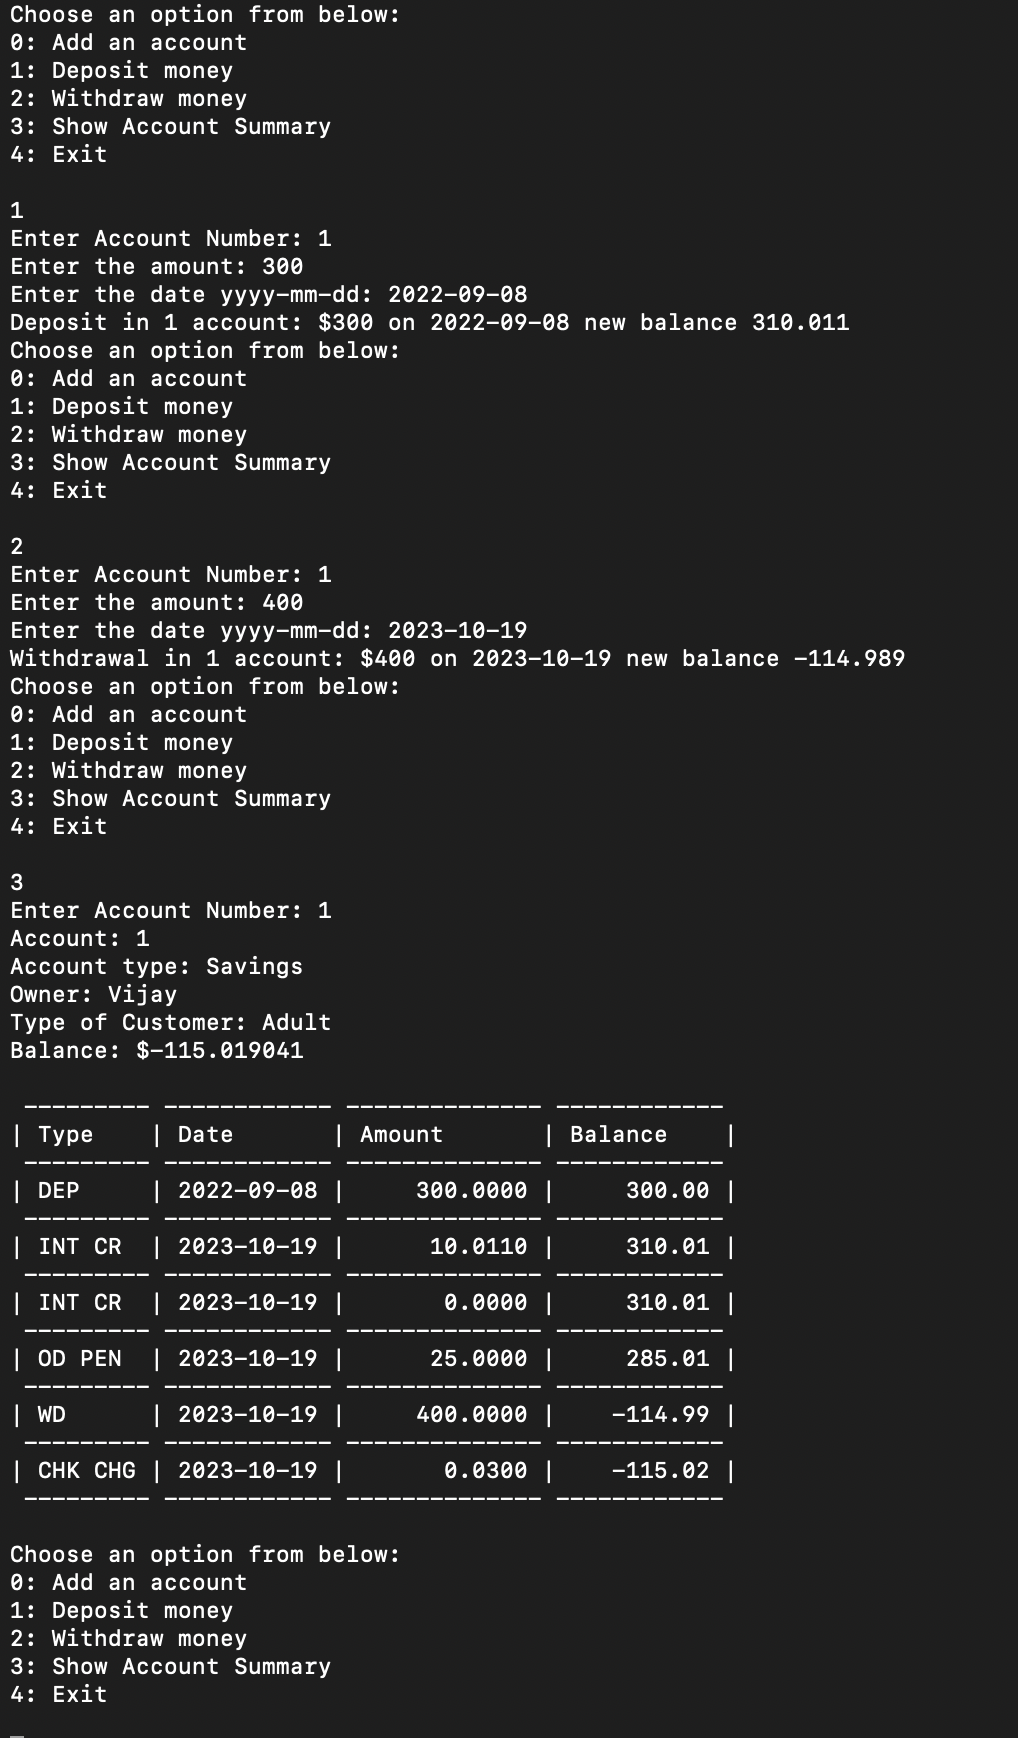 Choose an option from below:
0: Add an account
1: Deposit money
2: Withdraw money
3: Show Account Summary
4: Exit

1
Enter Account Number: 1
Enter the amount: 300
Enter the date yyyy-mm-dd: 2022-09-08
Deposit in 1 account: $300 on 2022-09-08 new balance 310.011
Choose an option from below:
0: Add an account
1: Deposit money
2: Withdraw money
3: Show Account Summary
4: Exit

2
Enter Account Number: 1
Enter the amount: 400
Enter the date yyyy-mm-dd: 2023-10-19
Withdrawal in 1 account: $400 on 2023-10-19 new balance -114.989
Choose an option from below:
0: Add an account
1: Deposit money
2: Withdraw money
3: Show Account Summary
4: Exit

3
Enter Account Number: 1
Account: 1
Account type: Savings
Owner: Vijay
Type of Customer: Adult
Balance: $-115.019041

 --------- ------------ -------------- ------------
| Type    | Date       | Amount       | Balance    |
 --------- ------------ -------------- ------------
| DEP     | 2022-09-08 |     300.0000 |     300.00 |
 --------- ------------ -------------- ------------
| INT CR  | 2023-10-19 |      10.0110 |     310.01 |
 --------- ------------ -------------- ------------
| INT CR  | 2023-10-19 |       0.0000 |     310.01 |
 --------- ------------ -------------- ------------
| OD PEN  | 2023-10-19 |      25.0000 |     285.01 |
 --------- ------------ -------------- ------------
| WD      | 2023-10-19 |     400.0000 |    -114.99 |
 --------- ------------ -------------- ------------
| CHK CHG | 2023-10-19 |       0.0300 |    -115.02 |
 --------- ------------ -------------- ------------

Choose an option from below:
0: Add an account
1: Deposit money
2: Withdraw money
3: Show Account Summary
4: Exit